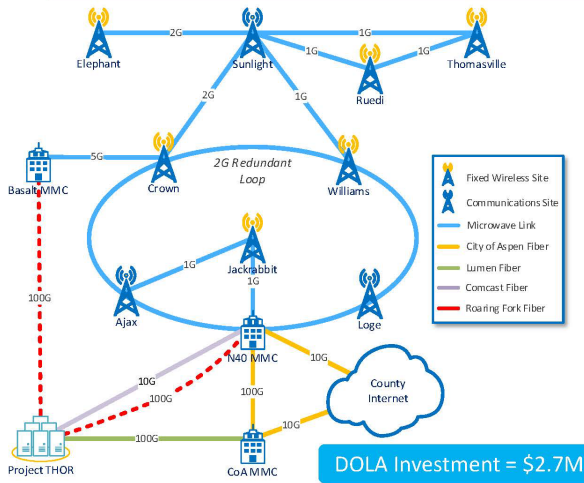 2G
1G
Elephant
Sunlight
1G
1G
Thomasville
Ruedi
2G
1G
5G
2G Redundant
Loop
Basalt MMC
Crown
Williams
Fixed Wireless Site
Communications Site
Microwave Link
City of Aspen Fiber
Lumen Fiber
Comcast Fiber
Roaring Fork Fiber
1G
Jackrabbit
1G
100G
Ajax
Loge
N40 MMC
10G
10G
100G
100G
County
Internet
10G
100G
Project THOR
CoA MMC
DOLA Investment = $2.7M